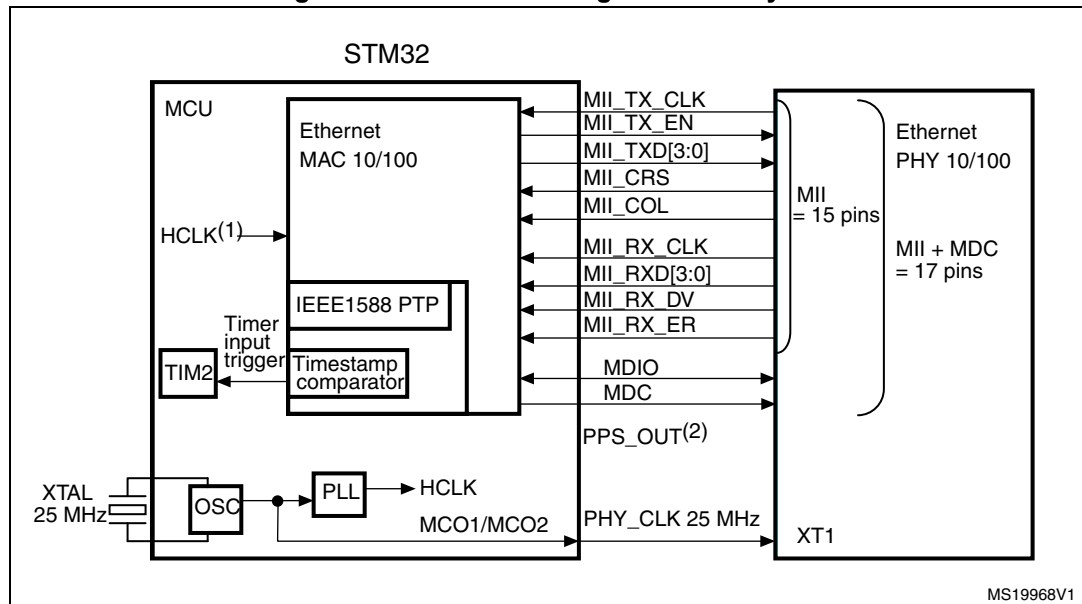 STM32
MCU
Ethernet
MAC 10/100
HCLK(1)
IEEE1588 PTP
Timer
input
trigger
TIM2
Timestamp
comparator
MII_TX_CLK
MII_TX_EN
MII_TXD[3:0]
MII_CRS
MII_COL
MII_RX_CLK
MII_RXD[3:0]
MII_RX_DV
MII_RX_ER
MDIO
MDC
PPS_OUT(2)
MII
= 15 pins
Ethernet
PHY 10/100
MII + MDC
= 17 pins
XTAL
25 MHz
OSC
PLL
HCLK
MCO1/MCO2
PHY_CLK 25 MHz
XT1
MS19968V1